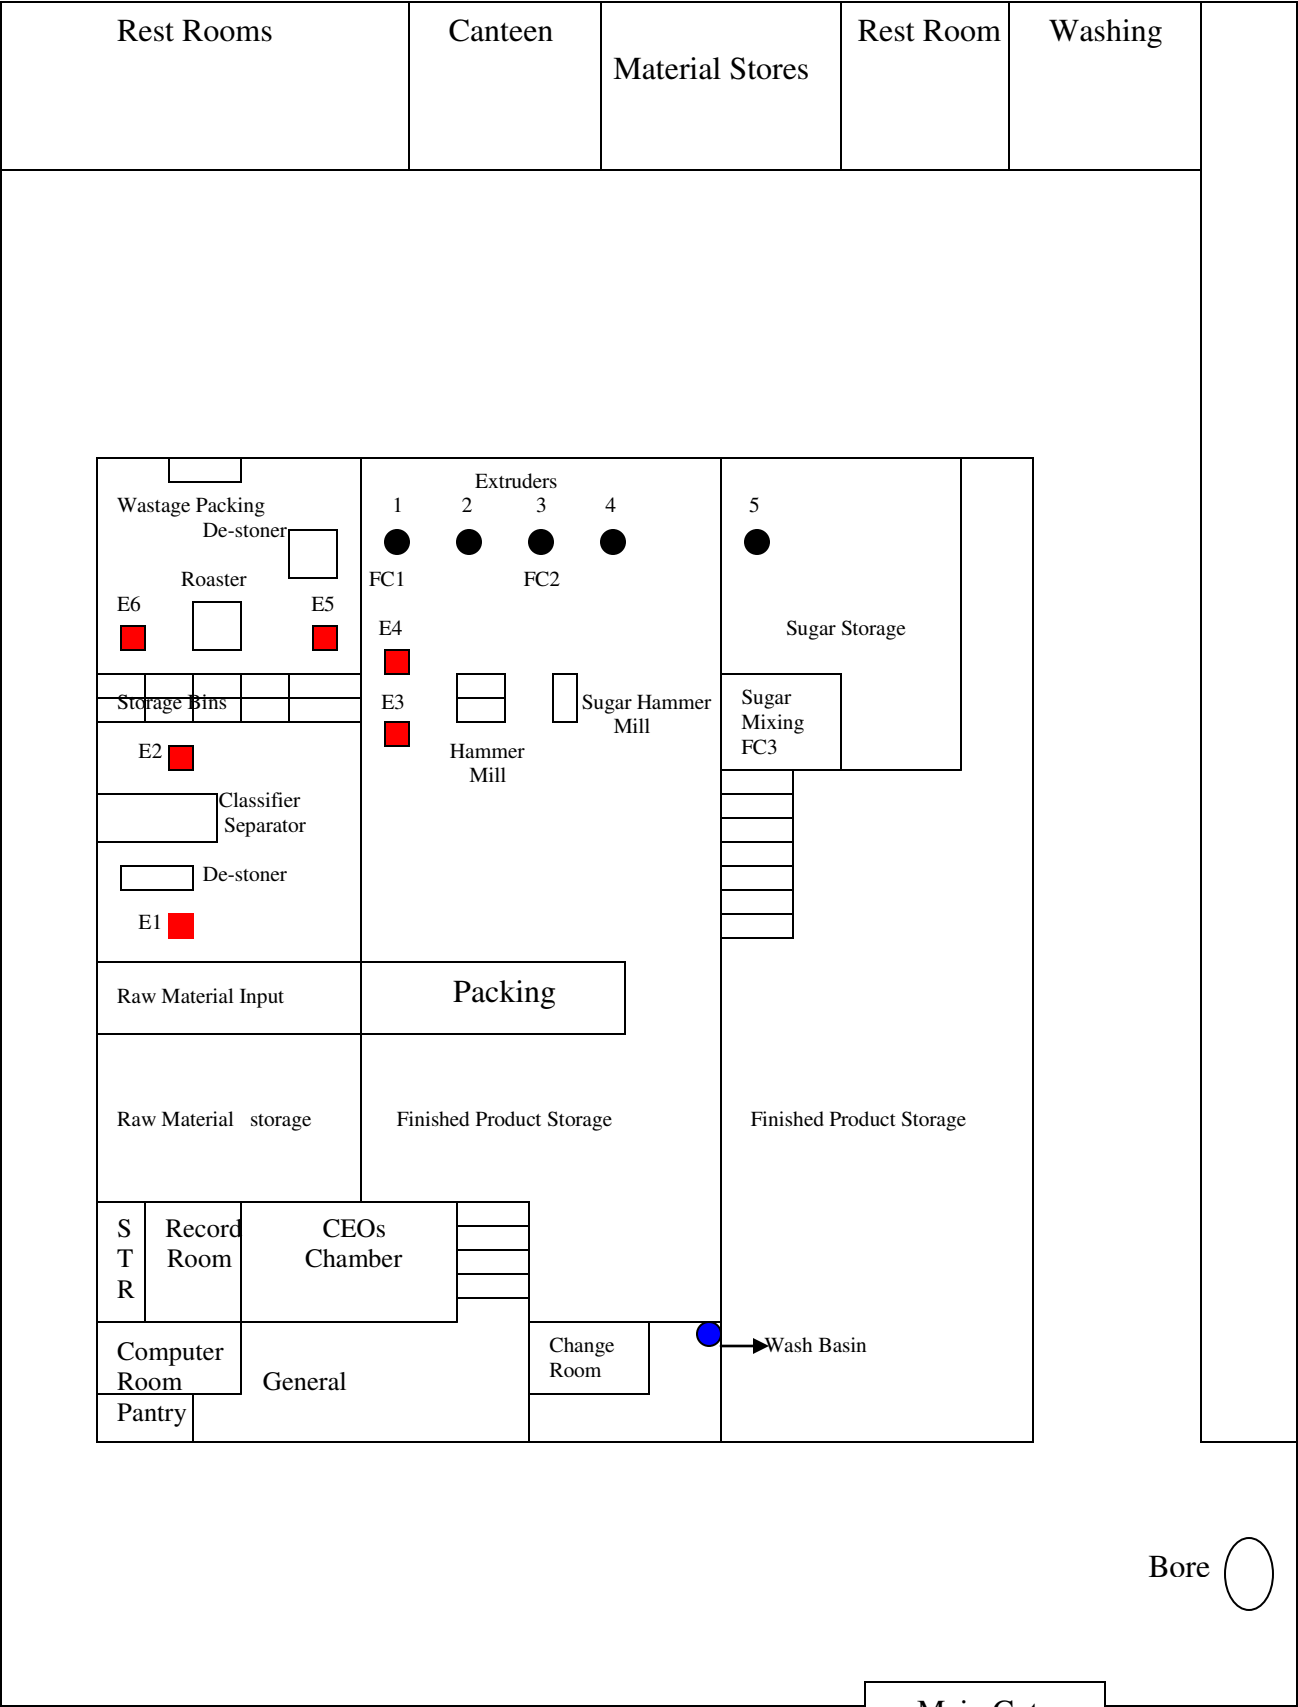 Rest Rooms
Canteen
Material Stores
Rest Room
Washing
Extruders
Wastage Packing
1
2
3
4
5
De-stoner
Roaster
FC1
FC2
E6
E5
E4
Sugar Storage
Storage Bins
E3
Sugar Hammer
Mill
Sugar
Mixing
FC3
E2
Hammer
Mill
Classifier
Separator
De-stoner
E1
Raw Material Input
Packing
Raw Material storage
Finished Product Storage
Finished Product Storage
S
T
R
Record
Room
CEOs
Chamber
Computer
Room
General
Change
Room
Wash Basin
Pantry
Bore